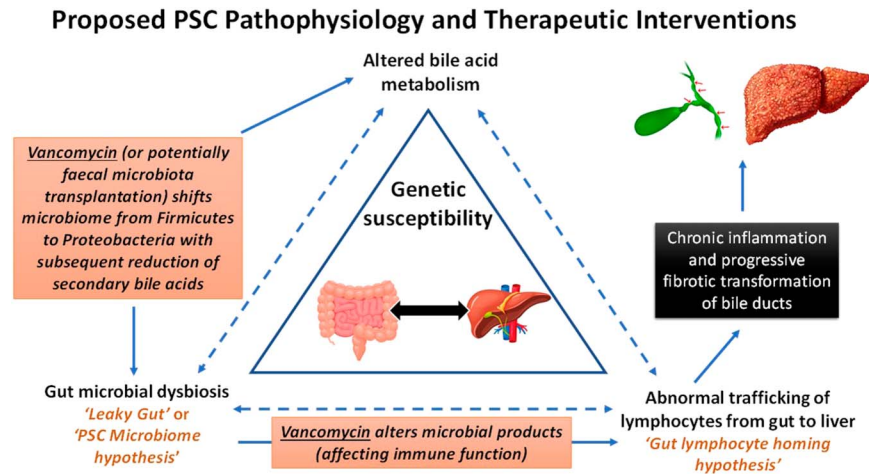 Proposed PSC Pathophysiology and Therapeutic Interventions
Altered bile acid
metabolism
Vancomycin (or potentially
faecal microbiota
transplantation) shifts
microbiome from Firmicutes
to Proteobacteria with
subsequent reduction of
secondary bile acids
Genetic
susceptibility
Chronic inflammation
and progressive
fibrotic transformation
of bile ducts
Gut microbial dysbiosis
‘Leaky Gut’ or
‘PSC Microbiome
hypothesis’
Vancomycin alters microbial products
(affecting immune function)
Abnormal trafficking of
lymphocytes from gut to liver
‘Gut lymphocyte homing
hypothesis’